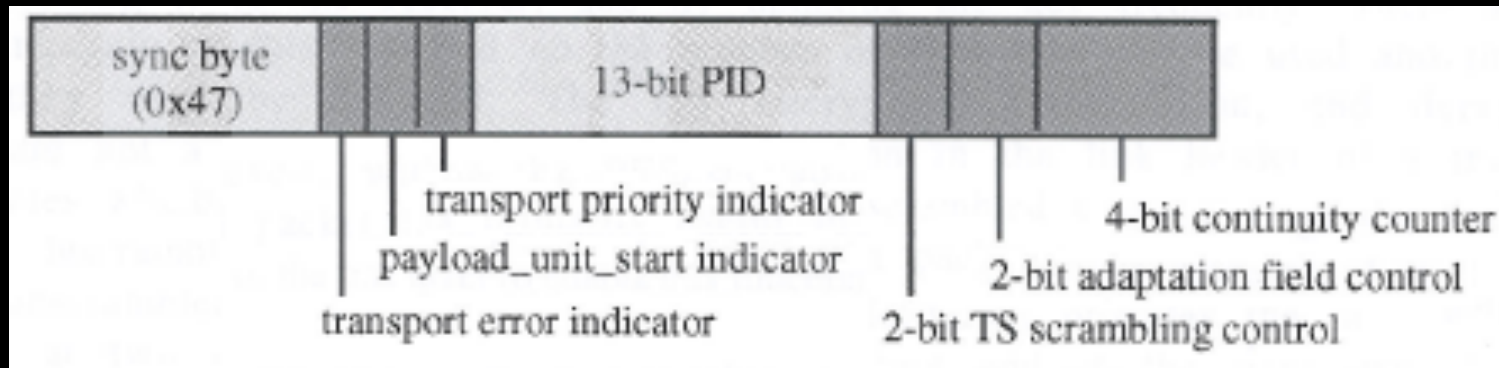 sync byte
(0x47)
13-bit PID
transport priority indicator
payload_unit_start indicator
transport error indicator
4-bit continuity counter
2-bit adaptation field control
2-bit TS scrambling control